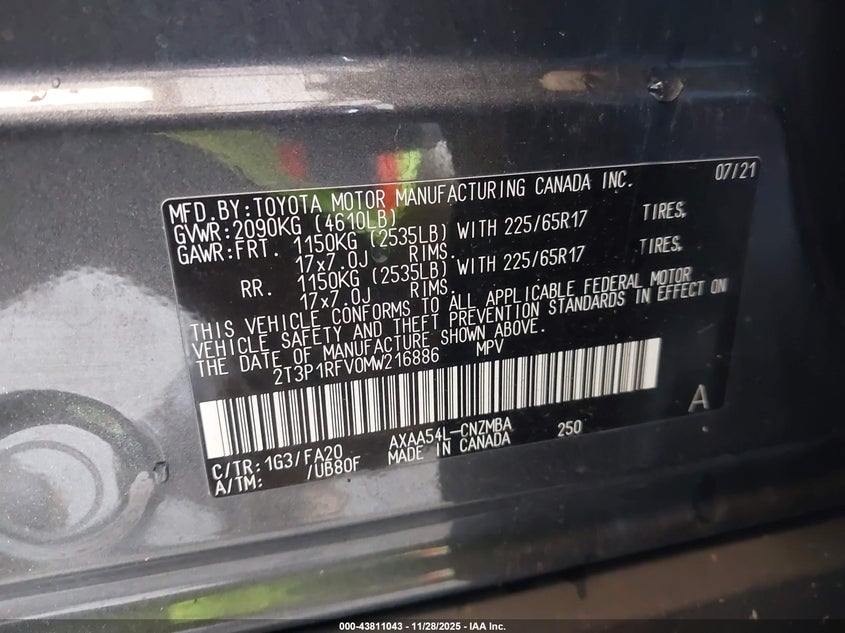 07/21
MFD.BY:TOYOTA MOTOR MANUFACTURING CANADA INC.
GVWR:2090KG (4610LB)
GAWR:FRT. 1150KG (2535LB) WITH 225/65R17 TIRES,
17x7.0J RIMS.
RR. 1150KG (2535LB) WITH 225/65R17 TIRES,
17x7.0J RIMS.
THIS VEHICLE CONFORMS TO ALL APPLICABLE FEDERAL MOTOR
VEHICLE SAFETY AND THEFT PREVENTION STANDARDS IN EFFECT ON
THE DATE OF MANUFACTURE SHOWN ABOVE.
2T3P1RFV0MW216886 MPV
A
C/TR: 1G3/FA20 AXAA54L-CNZMBA 250
A/TM: /UB80F MADE IN CANADA
000-43811043 - 11/28/2025 - IAA Inc.